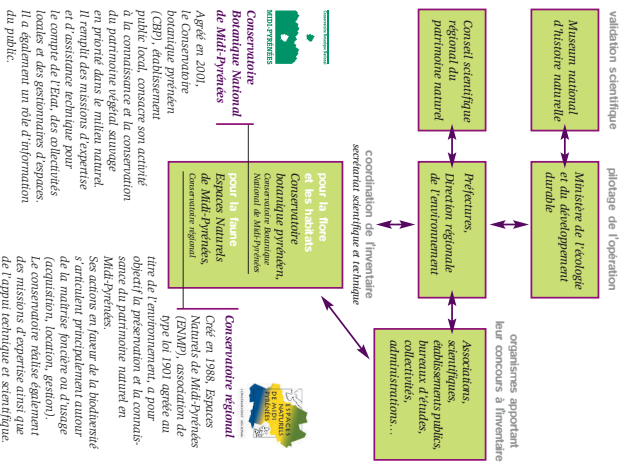 validation scientifique
pilotage de l'opération
organismes apportant
leur concours à l'inventaire
Museum national
d'histoire naturelle
Ministère de l'écologie
et du développement
durable
Conseil scientifique
régional du
patrimoine naturel
Préfectures,
Direction régionale
de l'environnement
Associations,
scientifiques,
établissements publics,
bureaux d'études,
collectivités,
administrations…
coordination de l'inventaire
secrétariat scientifique et technique
pour la flore
et les habitats
Conservatoire
botanique pyrénéen,
Conservatoire Botanique
National de Midi-Pyrénées
pour la faune
Espaces Naturels
de Midi-Pyrénées,
Conservatoire régional
MIDI-PYRÉNÉES
Conservatoire
Botanique National
de Midi-Pyrénées
Agréé en 2001,
le Conservatoire
botanique pyrénéen
(CBP), établissement
public local, consacre son activité
à la connaissance et la conservation
du patrimoine végétal sauvage
en priorité dans le milieu naturel.
Il remplit des missions d'expertise
et d'assistance technique pour
le compte de l'Etat, des collectivités
locales et des gestionnaires d'espaces.
Il a également un rôle d'information
du public.
ESPACES
NATURELS
DE MIDI
PYRÉNÉES
Conservatoire régional
Créé en 1988, Espaces
Naturels de Midi-Pyrénées
(ENMP), association de
type loi 1901 agréée au
titre de l'environnement, a pour
objectif la préservation et la connais-
sance du patrimoine naturel en
Midi-Pyrénées.
Ses actions en faveur de la biodiversité
s'articulent principalement autour
de la maîtrise foncière ou d'usage
(acquisition, location, gestion).
Le conservatoire réalise également
des missions d'expertise ainsi que
de l'appui technique et scientifique.